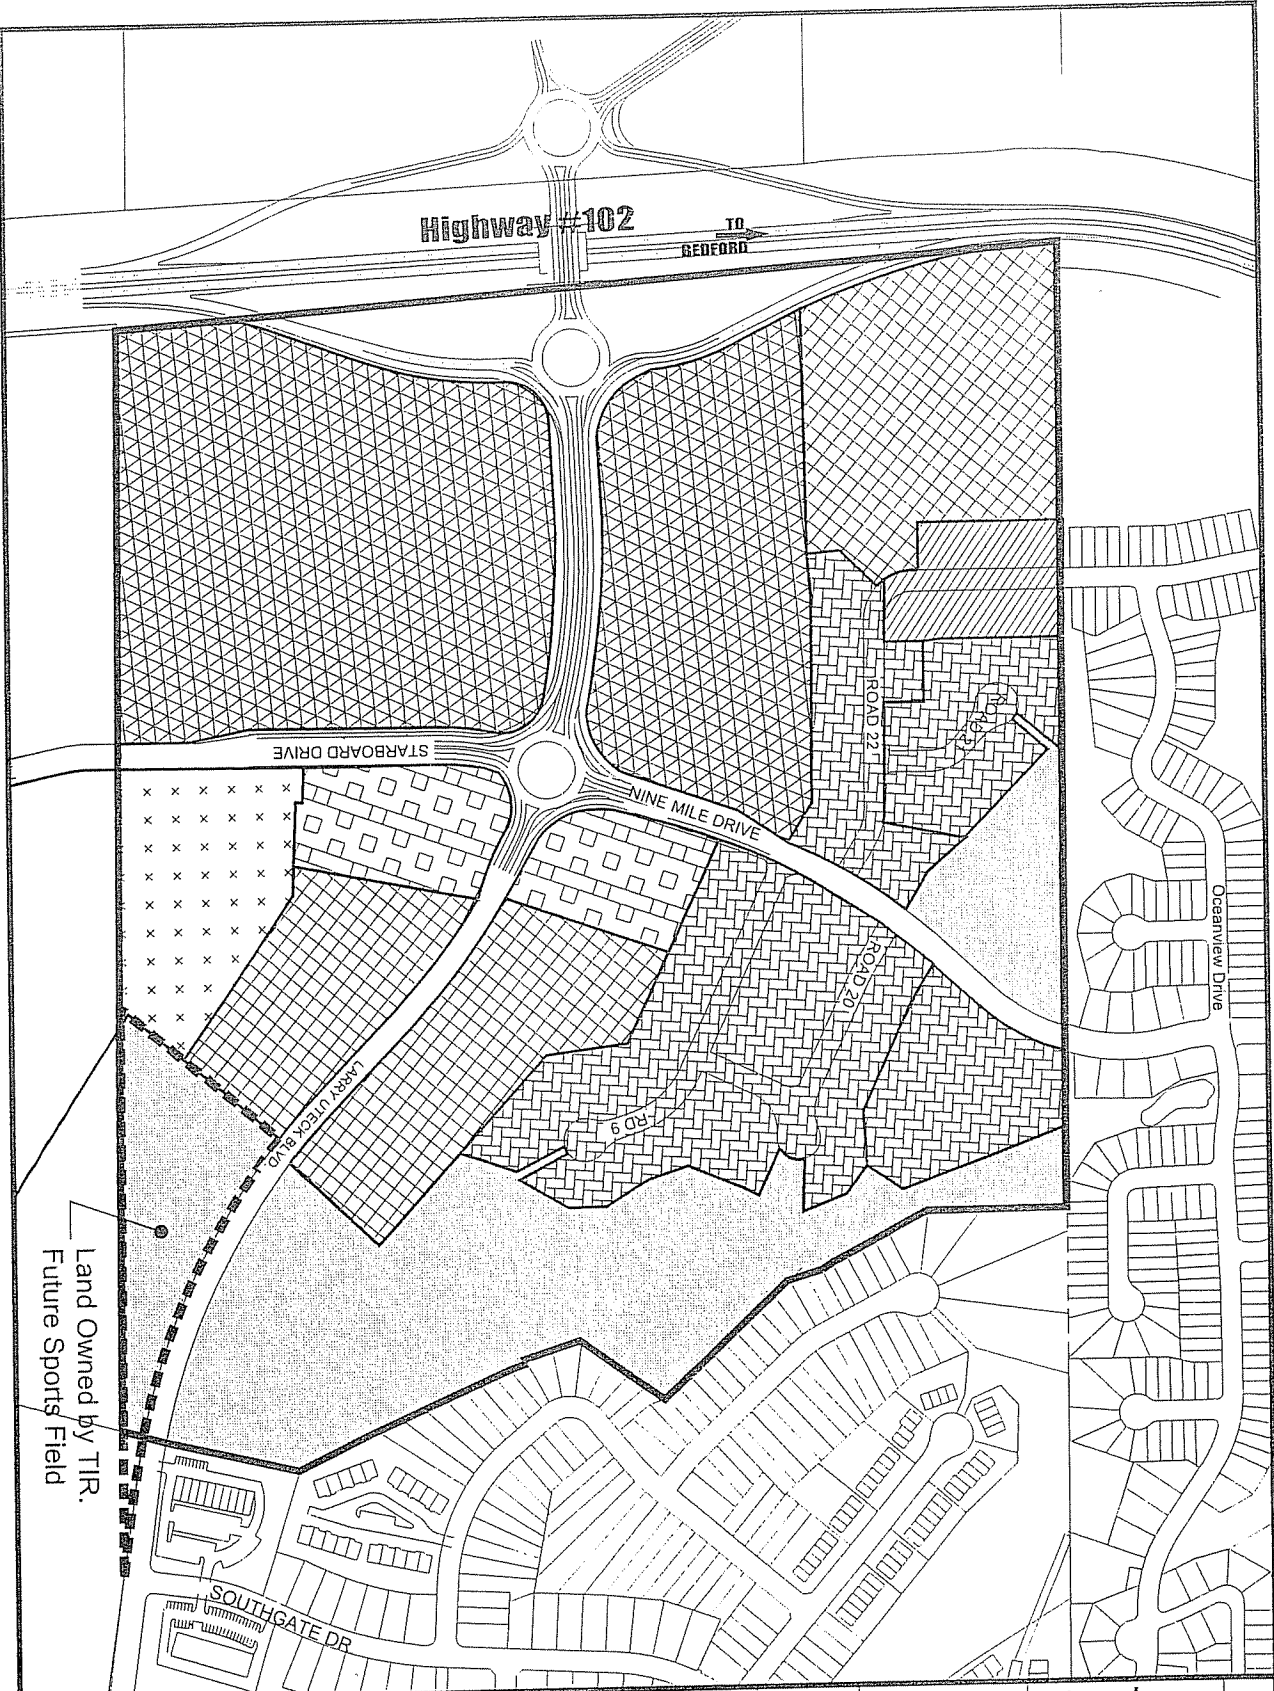 Highway #102
TO
BEDFORD
STARBOARD DRIVE
NINE MILE DRIVE
ROAD 22
ROAD 20
RD 9
LARRY UTECK BLVD
Oceanview Drive
SOUTHGATE DR
Land Owned by TIR.
Future Sports Field